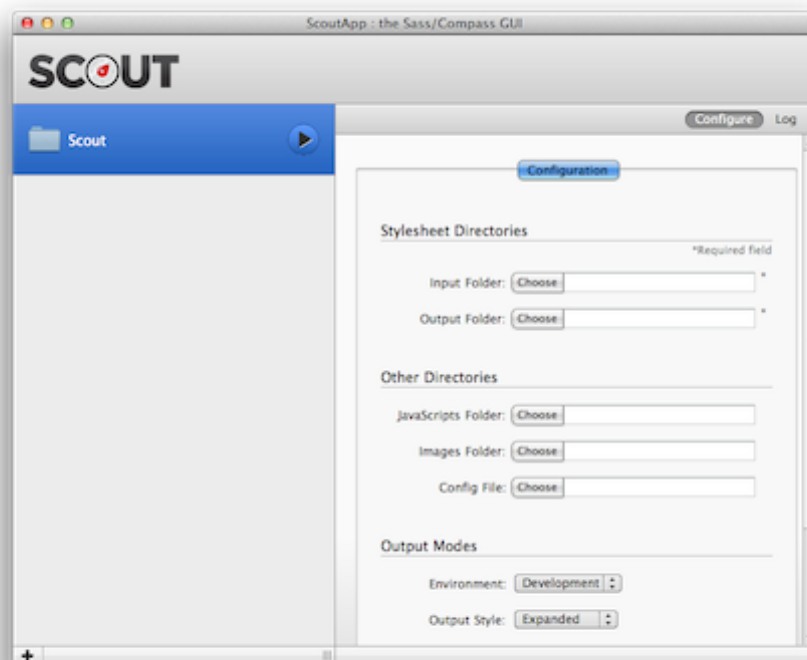 ScoutApp : the Sass/Compass GUI
SCOUT
Scout
Configure Log
Configuration
Stylesheet Directories
*Required field
Input Folder: Choose *
Output Folder: Choose *
Other Directories
JavaScripts Folder: Choose
Images Folder: Choose
Config File: Choose
Output Modes
Environment: Development
Output Style: Expanded
+